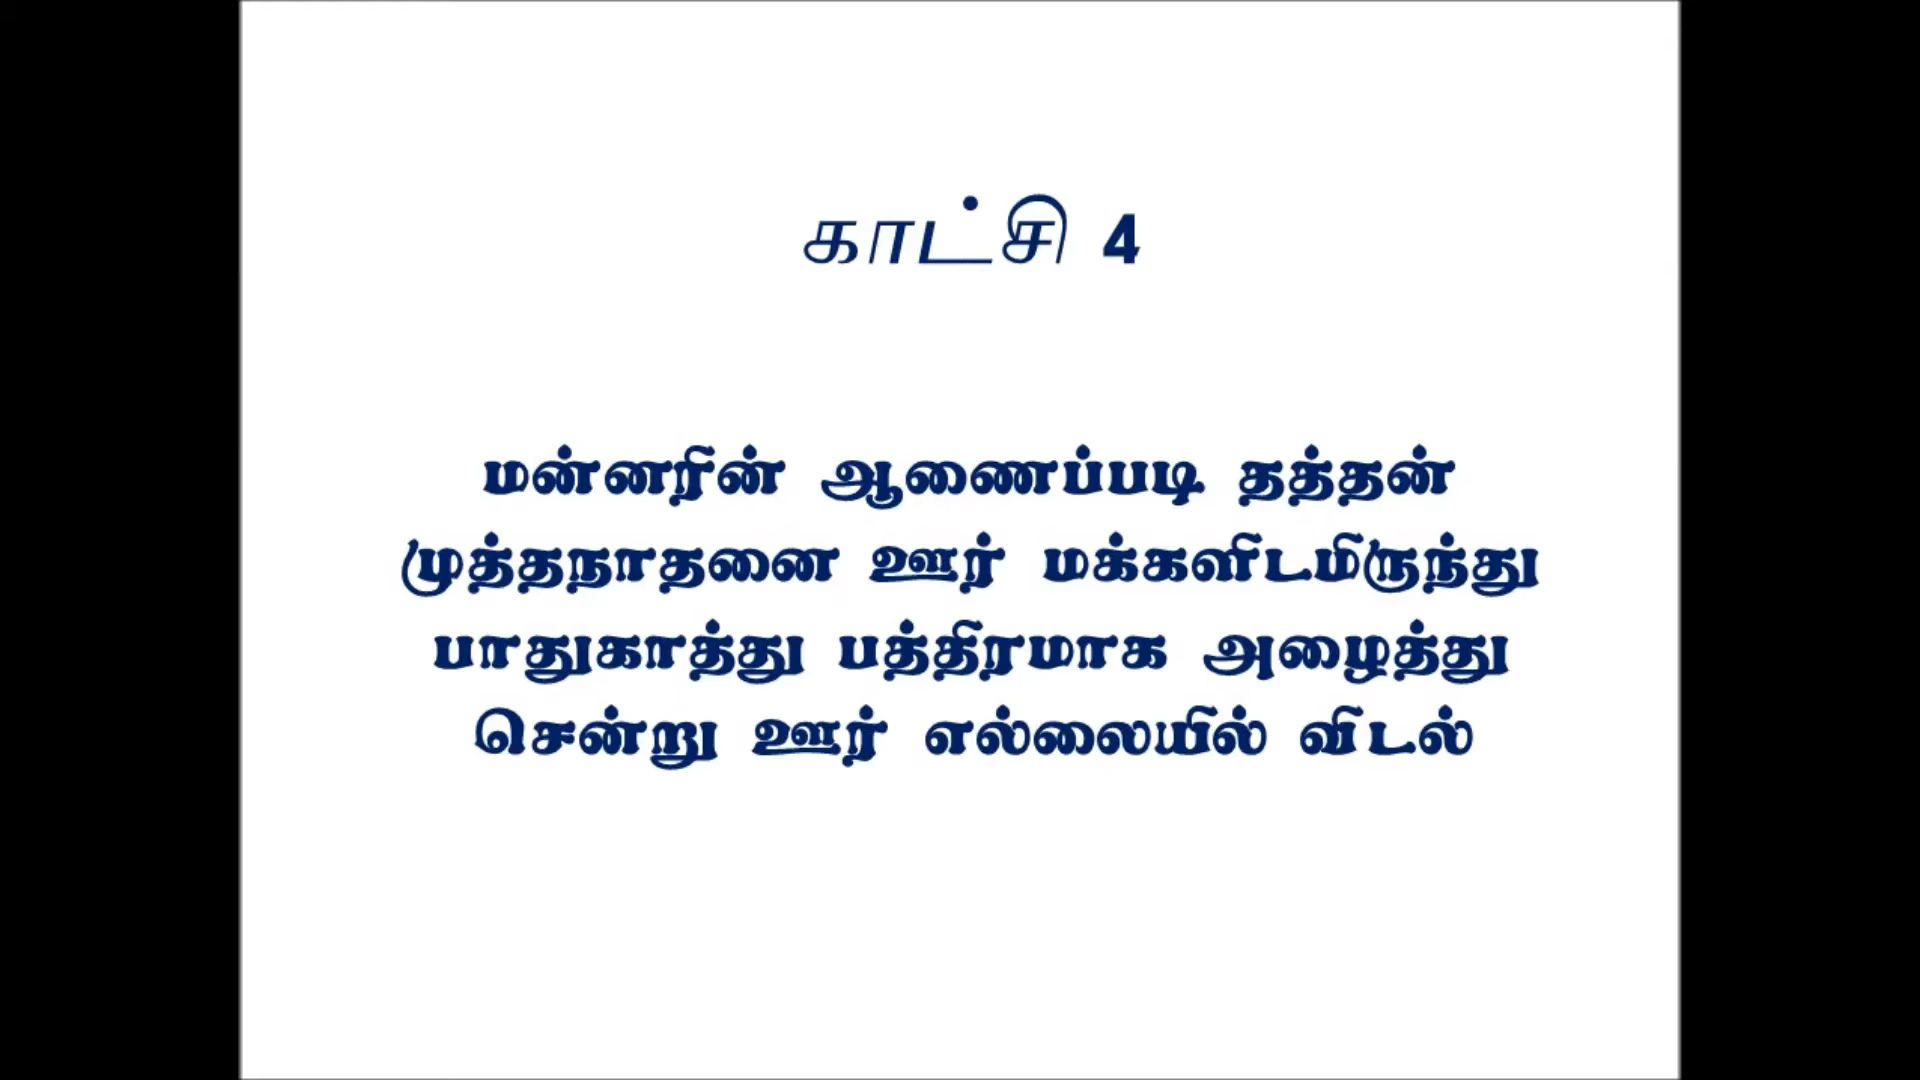 காட்சி 4
மன்னரின் ஆணைப்படி தத்தன்
முத்தநாதனை ஊர் மக்களிடமிருந்து
பாதுகாத்து பத்திரமாக அழைத்து
சென்று ஊர் எல்லையில் விடல்